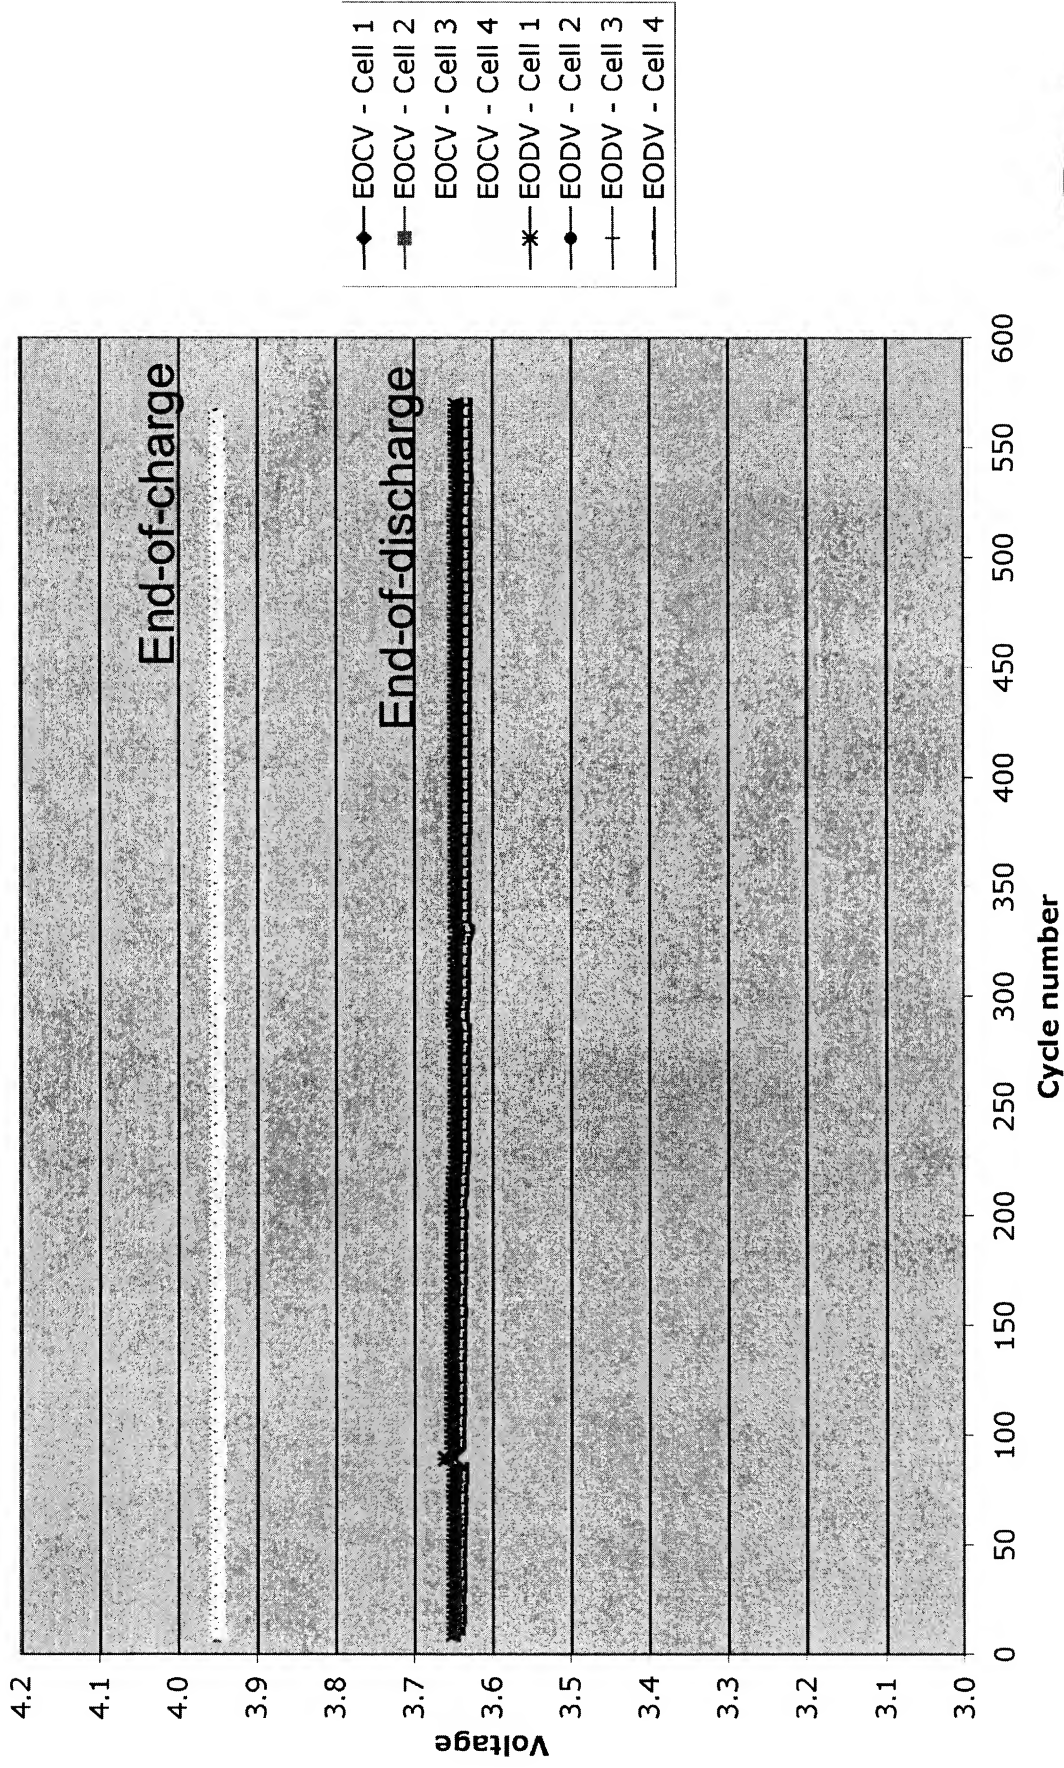 EOCV - Cell 1
EOCV - Cell 2
EOCV - Cell 3
EOCV - Cell 4
EODV - Cell 1
EODV - Cell 2
EODV - Cell 3
EODV - Cell 4
End-of-charge
End-of-discharge
Voltage
4.2
4.1
4.0
3.9
3.8
3.7
3.6
3.5
3.4
3.3
3.2
3.1
3.0
0
50
100
150
200
250
300
350
400
450
500
550
600
Cycle number